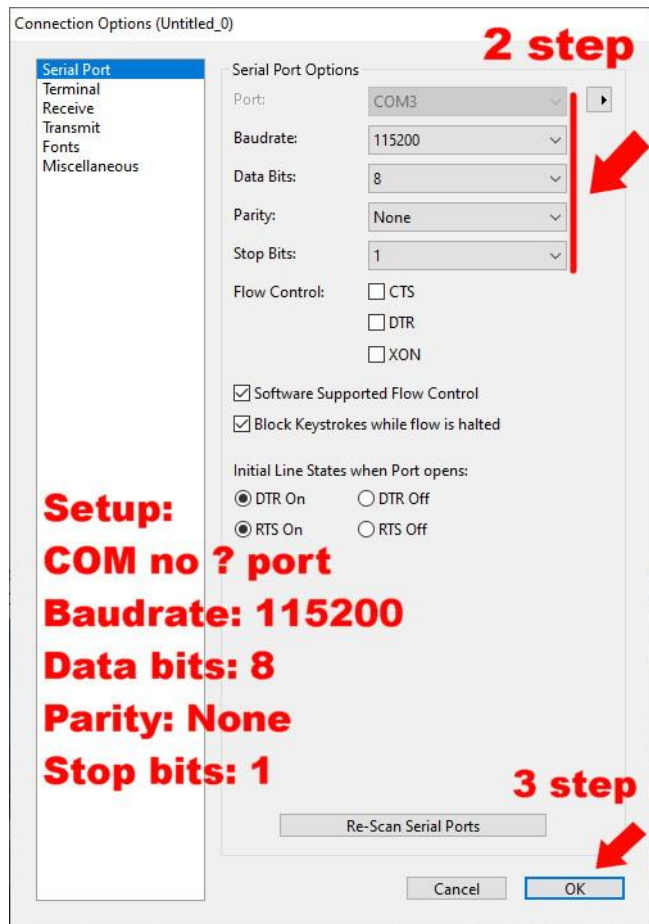 Connection Options (Untitled_0)
2 step
Serial Port
Terminal
Receive
Transmit
Fonts
Miscellaneous
Serial Port Options
Port: COM3
Baudrate: 115200
Data Bits: 8
Parity: None
Stop Bits: 1
Flow Control: CTS
DTR
XON
Software Supported Flow Control
Block Keystrokes while flow is halted
Initial Line States when Port opens:
DTR On DTR Off
RTS On RTS Off
Setup:
COM no ? port
Baudrate: 115200
Data bits: 8
Parity: None
Stop bits: 1
3 step
Re-Scan Serial Ports
Cancel OK